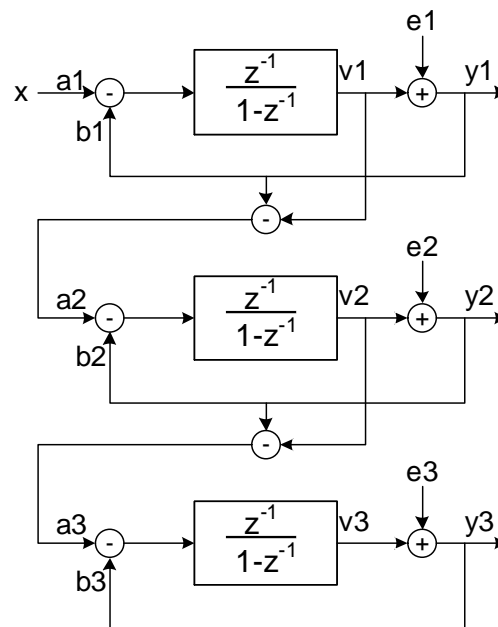 e1
x a1 - z⁻¹ v1 + y1
b1 1-z⁻¹
-
e2
a2 - z⁻¹ v2 + y2
b2 1-z⁻¹
-
e3
a3 - z⁻¹ v3 + y3
b3 1-z⁻¹